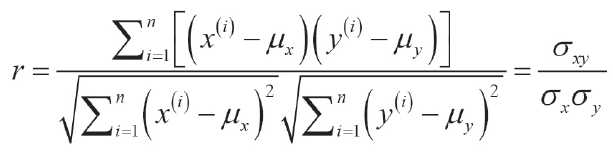 r = \frac{\sum_{i=1}^{n}\left[\left(x^{(i)}-\mu_x\right)\left(y^{(i)}-\mu_y\right)\right]}{\sqrt{\sum_{i=1}^{n}\left(x^{(i)}-\mu_x\right)^2}\sqrt{\sum_{i=1}^{n}\left(y^{(i)}-\mu_y\right)^2}} = \frac{\sigma_{xy}}{\sigma_x\sigma_y}